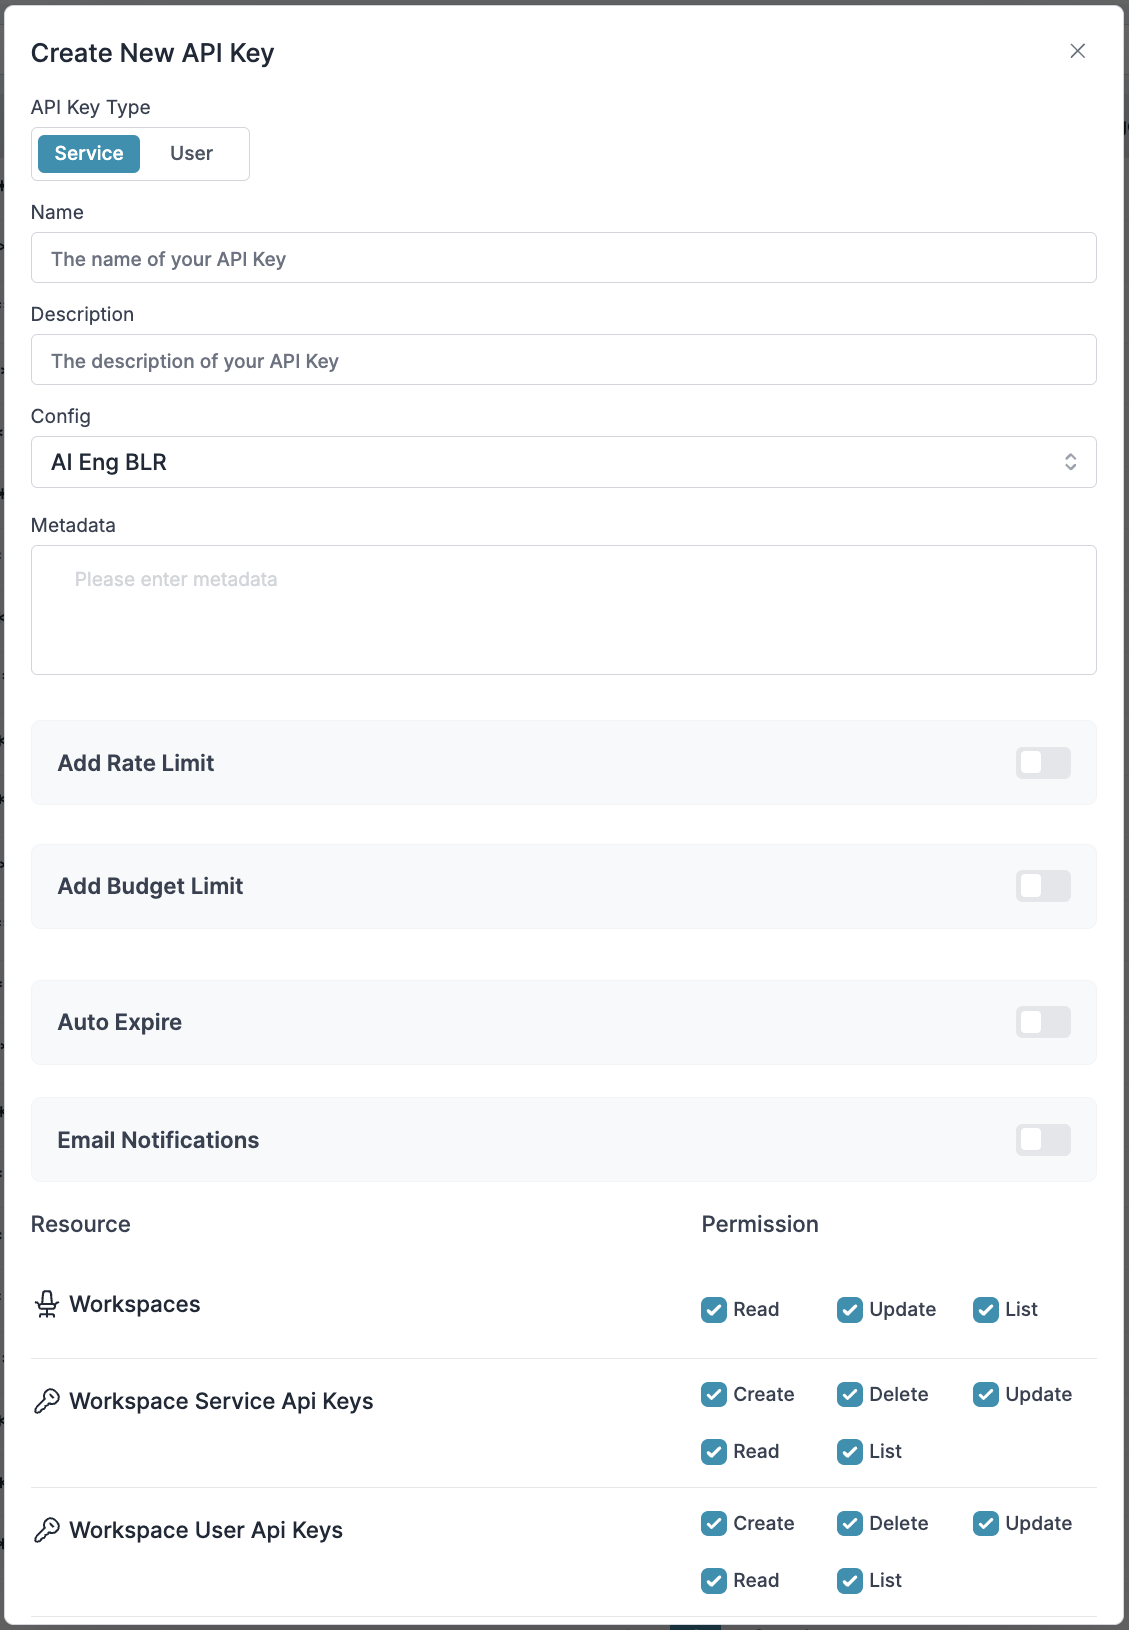 Create New API Key
API Key Type
Service User
Name
The name of your API Key
Description
The description of your API Key
Config
AI Eng BLR
Metadata
Please enter metadata
Add Rate Limit
Add Budget Limit
Auto Expire
Email Notifications
Resource Permission
Workspaces Read Update List
Workspace Service Api Keys Create Delete Update
Read List
Workspace User Api Keys Create Delete Update
Read List